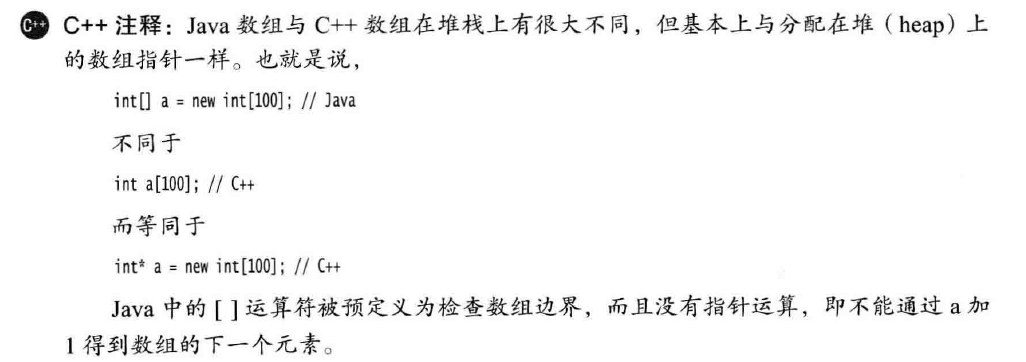 C++ C++ 注释：Java 数组与 C++ 数组在堆栈上有很大不同，但基本上与分配在堆（heap）上
的数组指针一样。也就是说，
int[] a = new int[100]; // Java
不同于
int a[100]; // C++
而等同于
int* a = new int[100]; // C++
Java 中的 [ ] 运算符被预定义为检查数组边界，而且没有指针运算，即不能通过 a 加
1 得到数组的下一个元素。